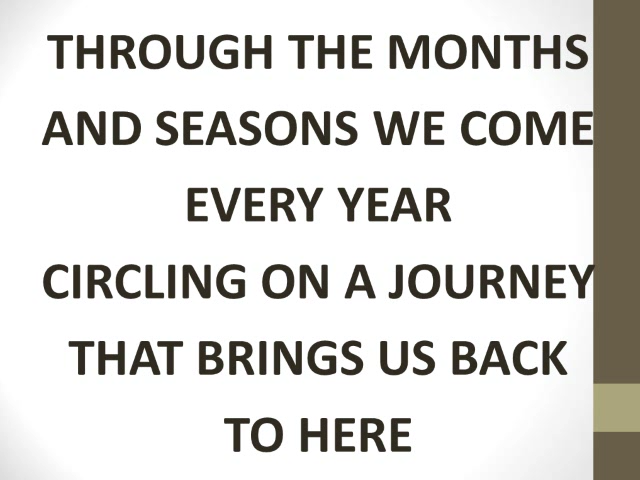 THROUGH THE MONTHS
AND SEASONS WE COME
EVERY YEAR
CIRCLING ON A JOURNEY
THAT BRINGS US BACK
TO HERE